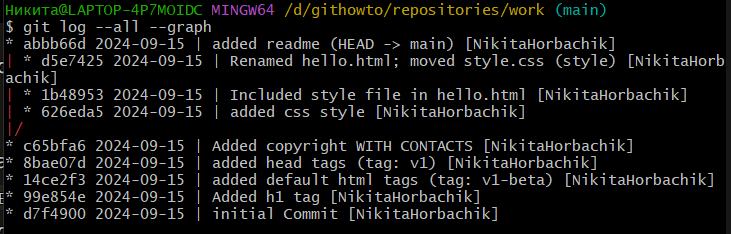 Никита@LAPTOP-4P7MOIDC MINGW64 /d/githowto/repositories/work (main)
$ git log --all --graph
* abbb66d 2024-09-15 | added readme (HEAD -> main) [NikitaHorbachik]
| * d5e7425 2024-09-15 | Renamed hello.html; moved style.css (style) [NikitaHorb
achik]
| * 1b48953 2024-09-15 | Included style file in hello.html [NikitaHorbachik]
| * 626eda5 2024-09-15 | added css style [NikitaHorbachik]
|/
* c65bfa6 2024-09-15 | Added copyright WITH CONTACTS [NikitaHorbachik]
* 8bae07d 2024-09-15 | added head tags (tag: v1) [NikitaHorbachik]
* 14ce2f3 2024-09-15 | added default html tags (tag: v1-beta) [NikitaHorbachik]
* 99e854e 2024-09-15 | Added h1 tag [NikitaHorbachik]
* d7f4900 2024-09-15 | initial Commit [NikitaHorbachik]